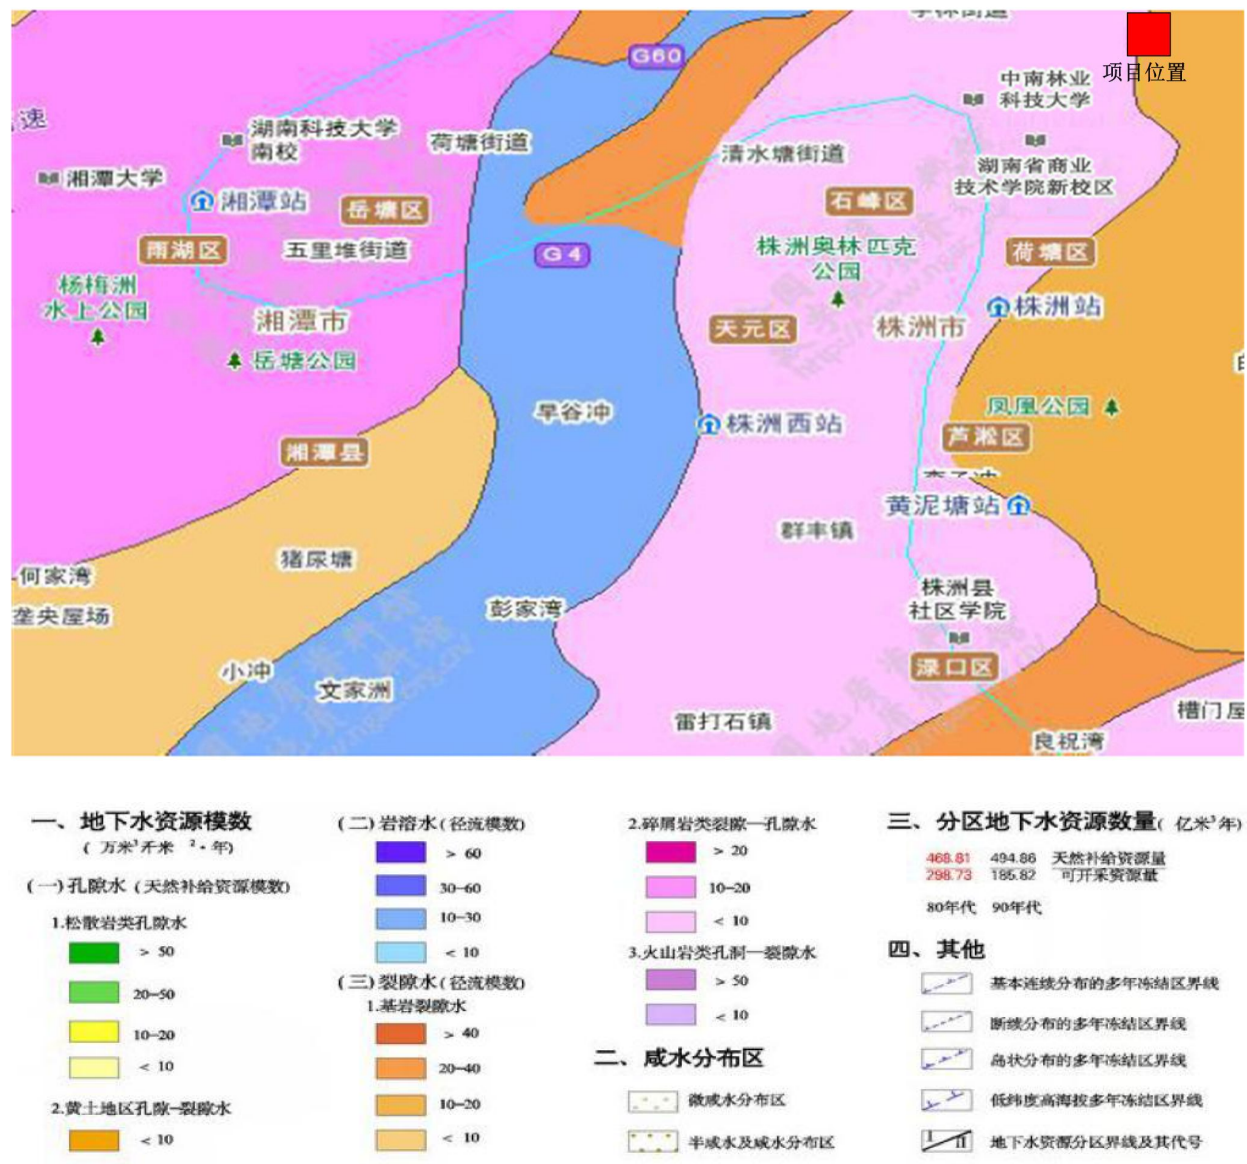 项目位置
G60
中南林业
科技大学
速
湖南科技大学
南校
荷塘街道
清水塘街道
湖南省商业
技术学院新校区
湘潭大学
湘潭站
岳塘区
石峰区
雨湖区
五里堆街道
G4
株洲奥林匹克
公园
荷塘区
杨梅洲
水上公园
湘潭市
天元区
株洲市
株洲站
岳塘公园
旱谷冲
凤凰公园
株洲西站
芦淞区
湘潭县
黄泥塘站
群丰镇
猪尿塘
何家湾
垄央屋场
彭家湾
株洲县
社区学院
小冲
文家洲
渌口区
雷打石镇
槽门屋
良祝湾
一、地下水资源模数
( 万米³/千米 ²·年)
(一)孔隙水(天然补给资源模数)
1.松散岩类孔隙水
> 50
20-50
10-20
< 10
2.黄土地区孔隙-裂隙水
< 10
(二)岩溶水(径流模数)
> 60
30-60
10-30
< 10
(三)裂隙水(径流模数)
1.基岩裂隙水
> 40
20-40
10-20
< 10
2.碎屑岩类裂隙—孔隙水
> 20
10-20
< 10
3.火山岩类孔洞—裂隙水
> 50
< 10
二、咸水分布区
微咸水分布区
半咸水及咸水分布区
三、分区地下水资源数量( 亿米³/年)
468.81 494.86 天然补给资源量
298.73 185.82 可开采资源量
80年代 90年代
四、其他
基本连续分布的多年冻结区界线
断续分布的多年冻结区界线
岛状分布的多年冻结区界线
低纬度高海拔多年冻结区界线
I II 地下水资源分区界线及其代号